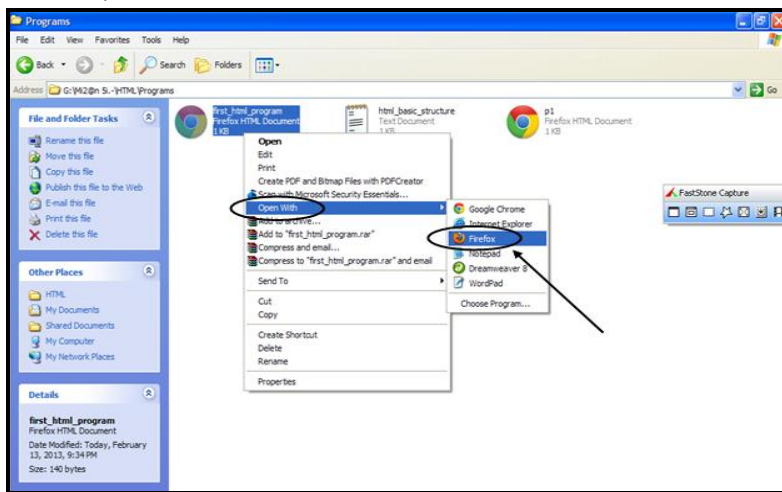 Programs
File Edit View Favorites Tools Help
Back Search Folders
Address G:\Mi2@n Si.-\HTML\Programs Go
File and Folder Tasks
Rename this file
Move this file
Copy this file
Publish this file to the Web
E-mail this file
Print this file
Delete this file
Other Places
HTML
My Documents
Shared Documents
My Computer
My Network Places
Details
first_html_program
Firefox HTML Document
Date Modified: Today, February
13, 2013, 9:34 PM
Size: 140 bytes
first_html_program
Firefox HTML Document
1 KB
html_basic_structure
Text Document
1 KB
p1
Firefox HTML Document
1 KB
Open
Edit
Print
Create PDF and Bitmap Files with PDFCreator
Scan with Microsoft Security Essentials...
Open With
Add to archive...
Add to "first_html_program.rar"
Compress and email...
Compress to "first_html_program.rar" and email
Send To
Cut
Copy
Create Shortcut
Delete
Rename
Properties
Google Chrome
Internet Explorer
Firefox
Notepad
Dreamweaver 8
WordPad
Choose Program...
FastStone Capture